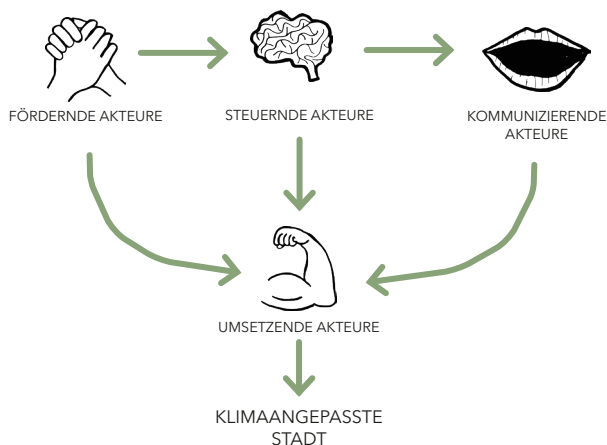 FÖRDERNDE AKTEURE
STEUERNDE AKTEURE
KOMMUNIZIERENDE
AKTEURE
UMSETZENDE AKTEURE
KLIMAANGEPASSTE
STADT